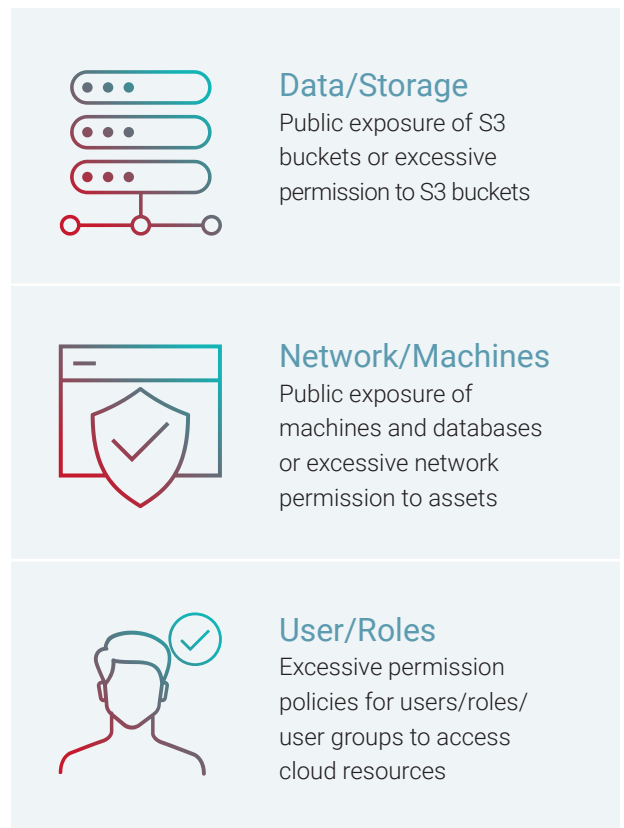 Data/Storage
Public exposure of S3
buckets or excessive
permission to S3 buckets
Network/Machines
Public exposure of
machines and databases
or excessive network
permission to assets
User/Roles
Excessive permission
policies for users/roles/
user groups to access
cloud resources